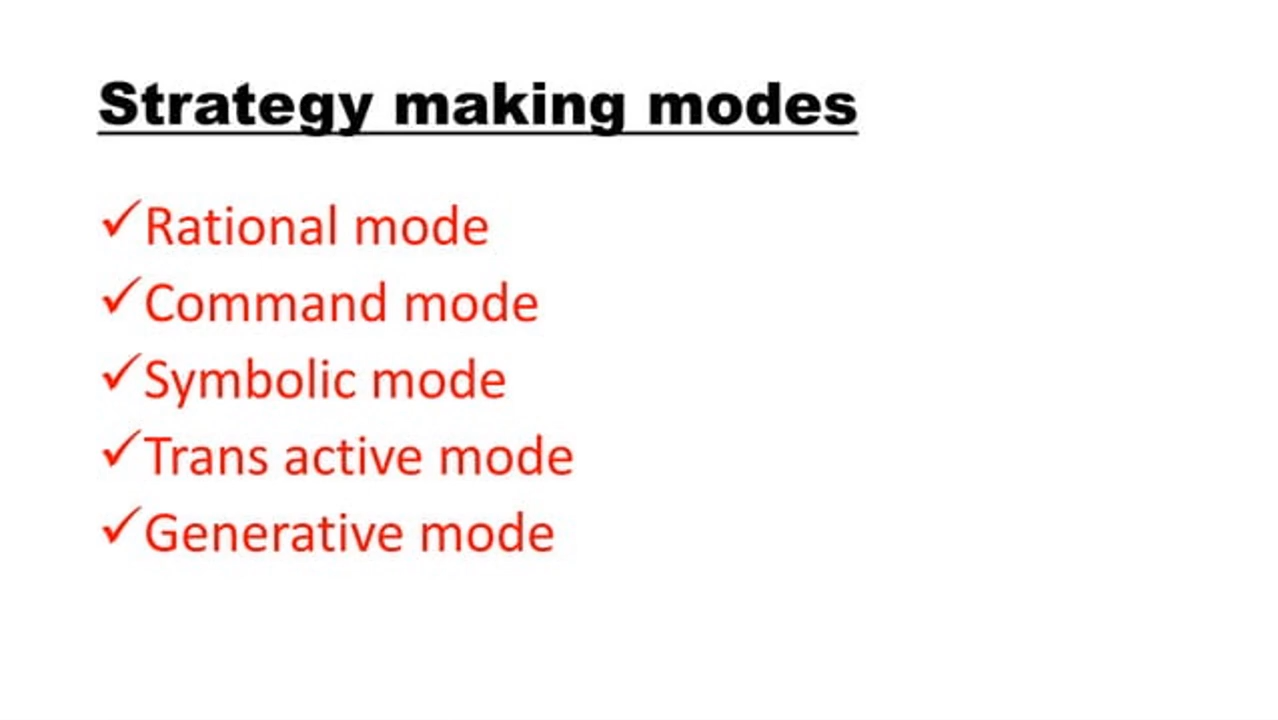 Strategy making modes
✓Rational mode
✓Command mode
✓Symbolic mode
✓Trans active mode
✓Generative mode